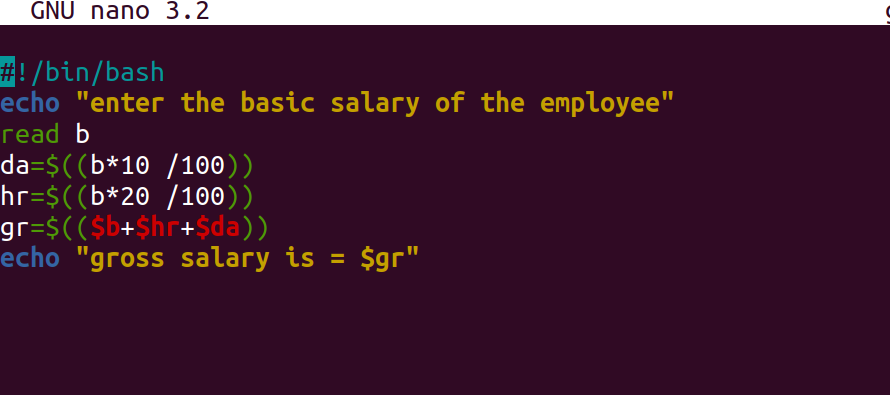 GNU nano 3.2
#!/bin/bash
echo "enter the basic salary of the employee"
read b
da=$((b*10 /100))
hr=$((b*20 /100))
gr=$(($b+$hr+$da))
echo "gross salary is = $gr"